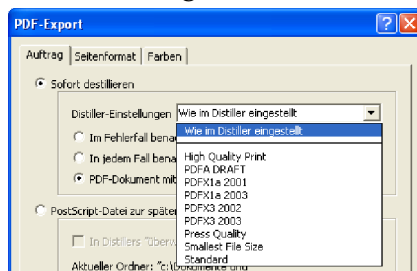 PDF-Export
Auftrag Seitenformat Farben
Sofort destillieren
Distiller-Einstellungen Wie im Distiller eingestellt
Wie im Distiller eingestellt
Im Fehlerfall bena
High Quality Print
In jedem Fall bena
PDFA DRAFT
PDFX1a 2001
PDF-Dokument mit
PDFX1a 2003
PDFX3 2002
PostScript-Datei zur später
PDFX3 2003
Press Quality
In Distillers "überw
Smallest File Size
Standard
Aktueller Ordner: "c:\Dokumente und